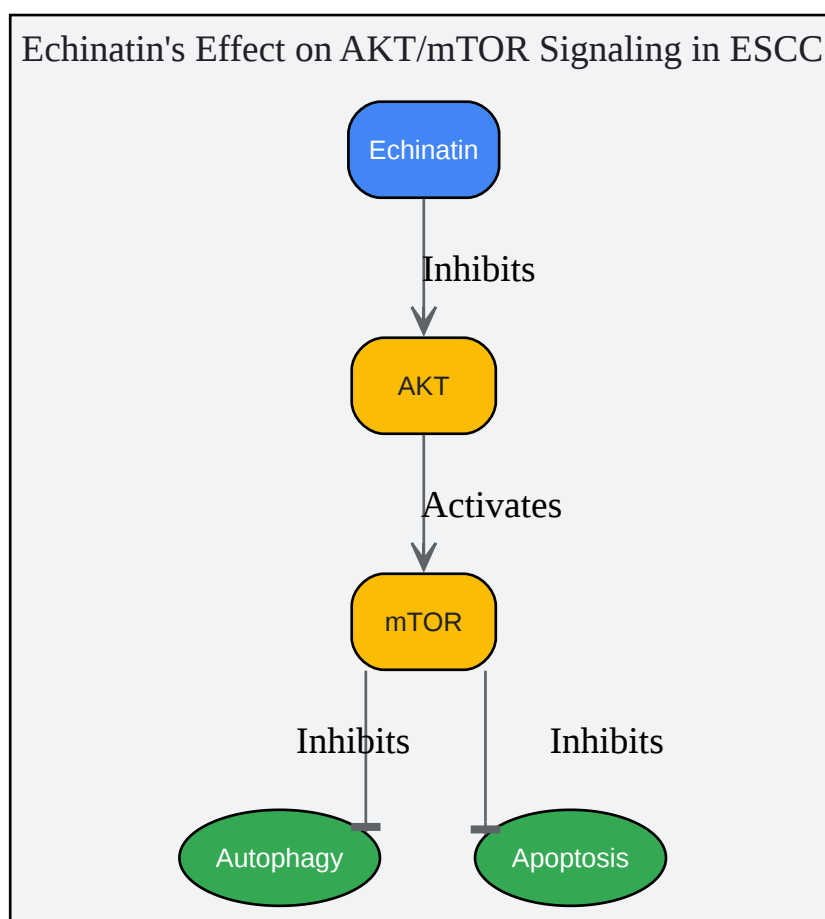 Echinatin's Effect on AKT/mTOR Signaling in ESCC
Echinatin
Inhibits
AKT
Activates
mTOR
Inhibits
Inhibits
Autophagy
Apoptosis